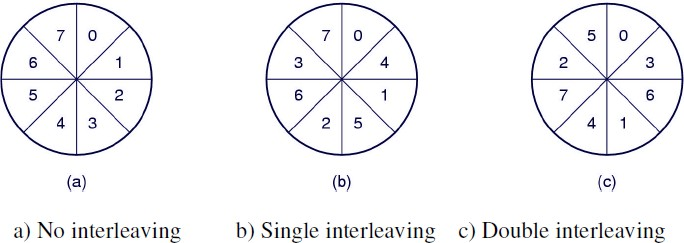 7 0 7 0 5 0
6 1 3 4 2 3
5 2 6 1 7 6
4 3 2 5 4 1
(a) (b) (c)
a) No interleaving b) Single interleaving c) Double interleaving